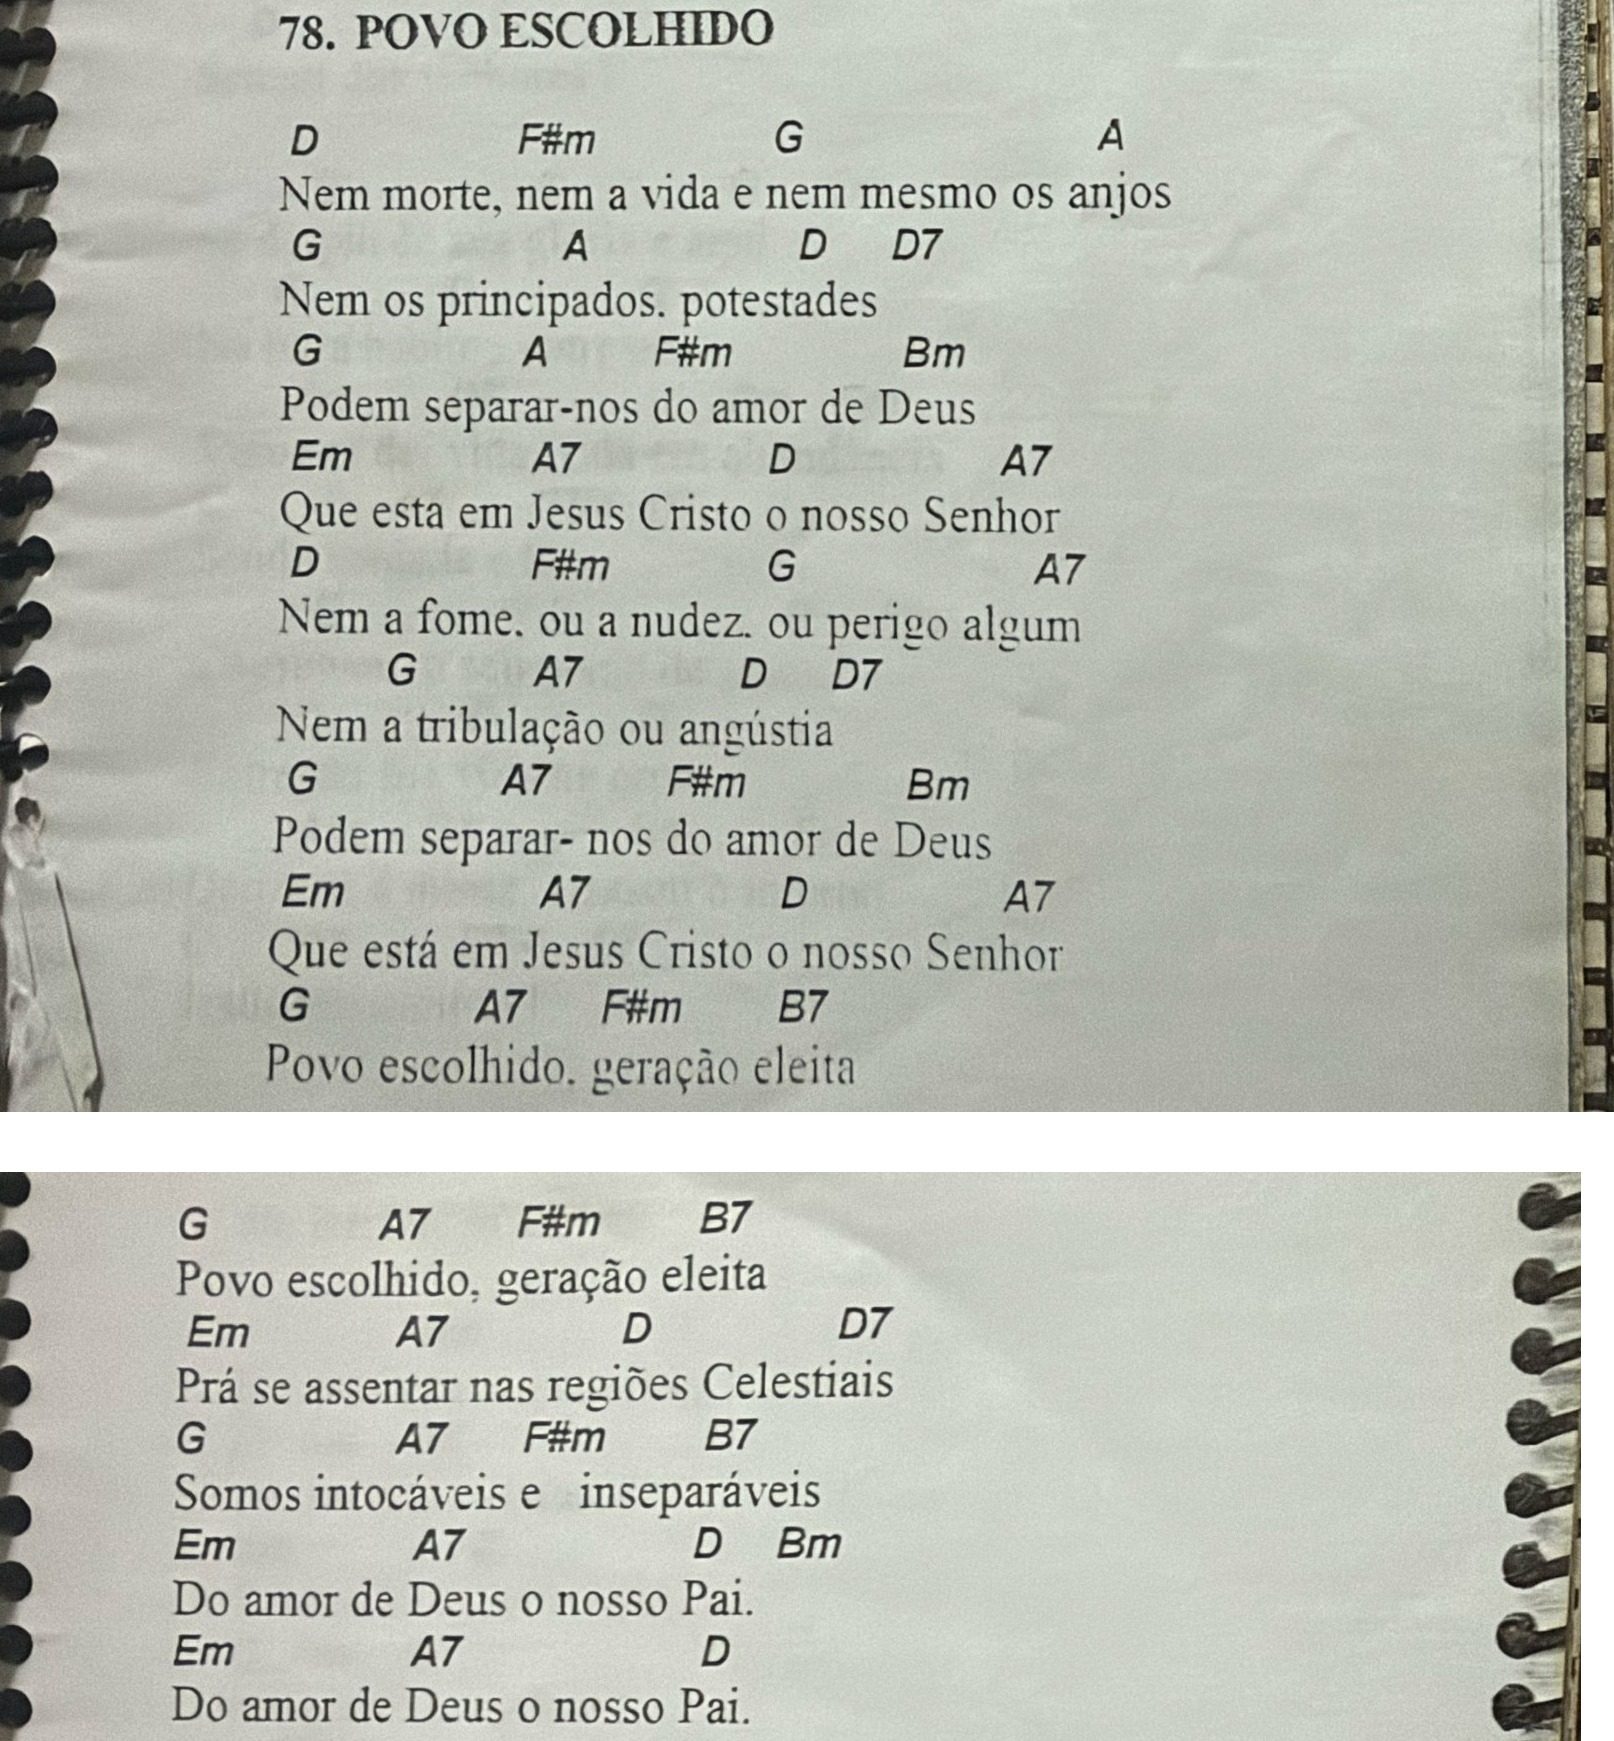 78. POVO ESCOLHIDO
D F#m G A
Nem morte, nem a vida e nem mesmo os anjos
G A D D7
Nem os principados. potestades
G A F#m Bm
Podem separar-nos do amor de Deus
Em A7 D A7
Que esta em Jesus Cristo o nosso Senhor
D F#m G A7
Nem a fome. ou a nudez. ou perigo algum
G A7 D D7
Nem a tribulação ou angústia
G A7 F#m Bm
Podem separar- nos do amor de Deus
Em A7 D A7
Que está em Jesus Cristo o nosso Senhor
G A7 F#m B7
Povo escolhido. geração eleita
G A7 F#m B7
Povo escolhido, geração eleita
Em A7 D D7
Prá se assentar nas regiões Celestiais
G A7 F#m B7
Somos intocáveis e inseparáveis
Em A7 D Bm
Do amor de Deus o nosso Pai.
Em A7 D
Do amor de Deus o nosso Pai.